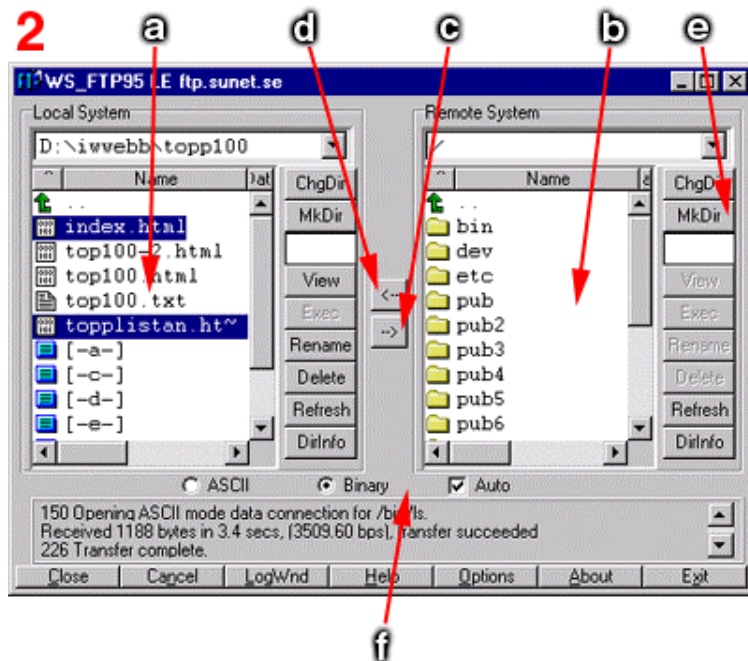 2 a d c b e
WS_FTP95 LE ftp.sunet.se
Local System
D:\iwvebb\topp100
Name
ChgDir
MkDir
..
index.html
top100-2.html
top100.html
top100.txt
topplistan.ht~
[-a-]
[-c-]
[-d-]
[-e-]
View
Exec
Rename
Delete
Refresh
DirInfo
<--
-->
Remote System
/
Name
ChgDir
MkDir
..
bin
dev
etc
pub
pub2
pub3
pub4
pub5
pub6
View
Exec
Rename
Delete
Refresh
DirInfo
ASCII Binary Auto
150 Opening ASCII mode data connection for /bin/ls.
Received 1188 bytes in 3.4 secs, (3509.60 bps), transfer succeeded
226 Transfer complete.
Close Cancel LogWnd Help Options About Exit
f